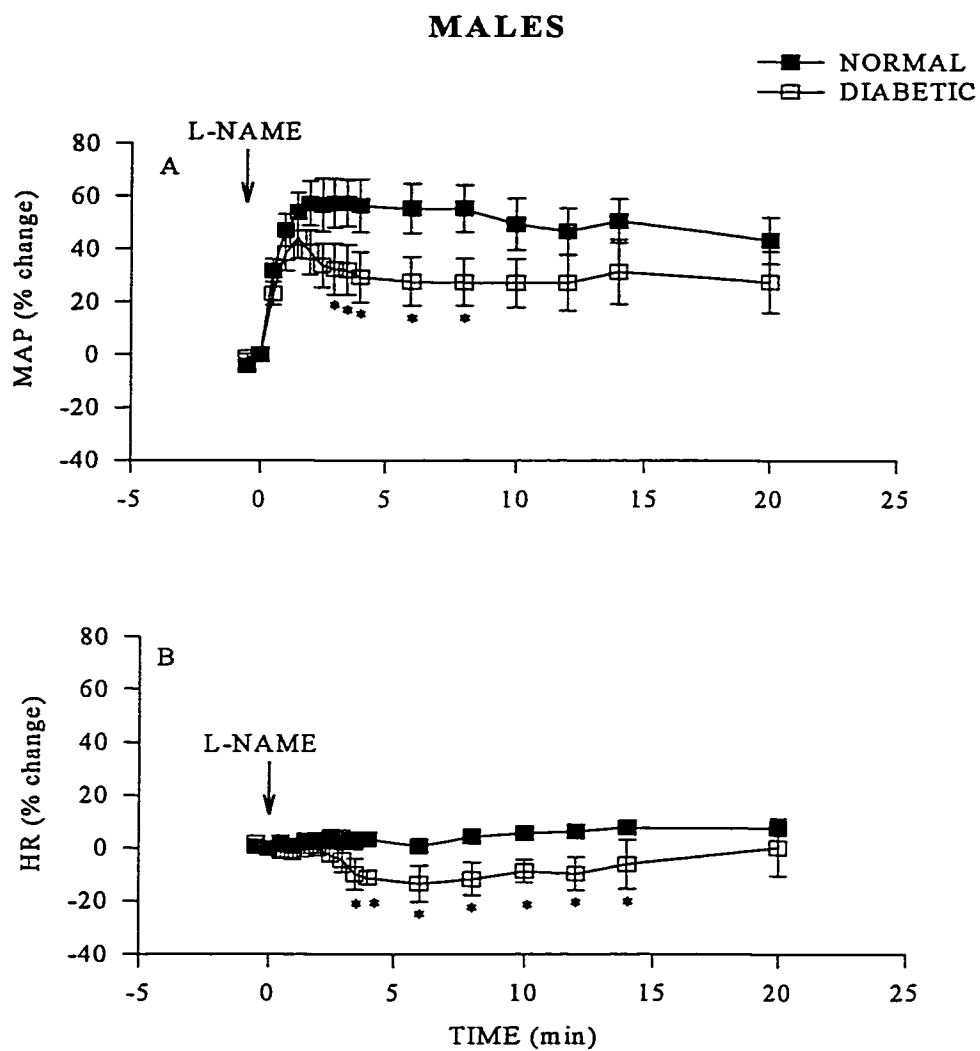 MALES
NORMAL
DIABETIC
L-NAME
A
80
60
40
20
0
-20
-40
MAP (% change)
-5
0
5
10
15
20
25
* * * * *
B
L-NAME
80
60
40
20
0
-20
-40
HR (% change)
* * * * * * *
-5
0
5
10
15
20
25
TIME (min)